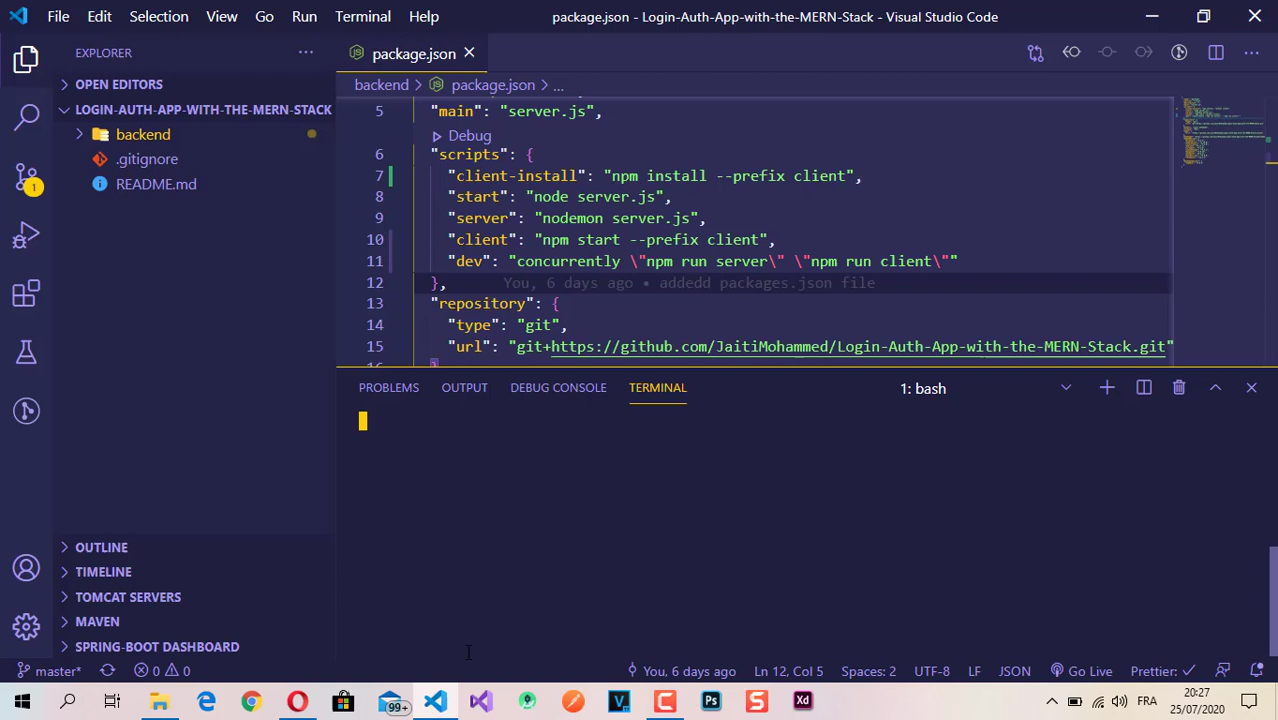 File Edit Selection View Go Run Terminal Help package.json - Login-Auth-App-with-the-MERN-Stack - Visual Studio Code
EXPLORER
OPEN EDITORS
LOGIN-AUTH-APP-WITH-THE-MERN-STACK
backend
.gitignore
README.md
OUTLINE
TIMELINE
TOMCAT SERVERS
MAVEN
SPRING-BOOT DASHBOARD
1
package.json
backend > package.json > ...
5 "main": "server.js",
Debug
6 "scripts": {
7 "client-install": "npm install --prefix client",
8 "start": "node server.js",
9 "server": "nodemon server.js",
10 "client": "npm start --prefix client",
11 "dev": "concurrently \"npm run server\" \"npm run client\""
12 }, You, 6 days ago • addedd packages.json file
13 "repository": {
14 "type": "git",
15 "url": "git+https://github.com/JaitiMohammed/Login-Auth-App-with-the-MERN-Stack.git"
PROBLEMS OUTPUT DEBUG CONSOLE TERMINAL 1: bash
master* 0 0 You, 6 days ago Ln 12, Col 5 Spaces: 2 UTF-8 LF JSON Go Live Prettier: ✓
99+ Ps Xd FRA 20:27
25/07/2020